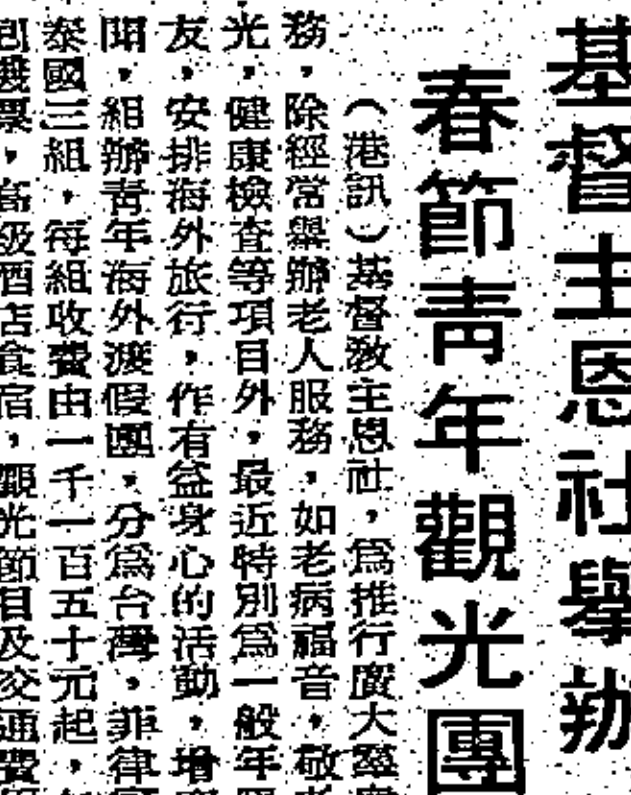 基督主恩社舉辦
春節青年觀光團
(港訊)基督教主恩社,爲推行廣大羣
務,除經常舉辦老人服務,如老病福音,敬
光,健康檢查等項目外,最近特別爲一般年
友,安排海外旅行,作有益身心的活動,增
聞,組辦青年海外渡假團,分爲台灣,菲律
泰國三組,每組收費由一千一百五十元起,
機票,高級酒店食宿,觀光節目及交通費